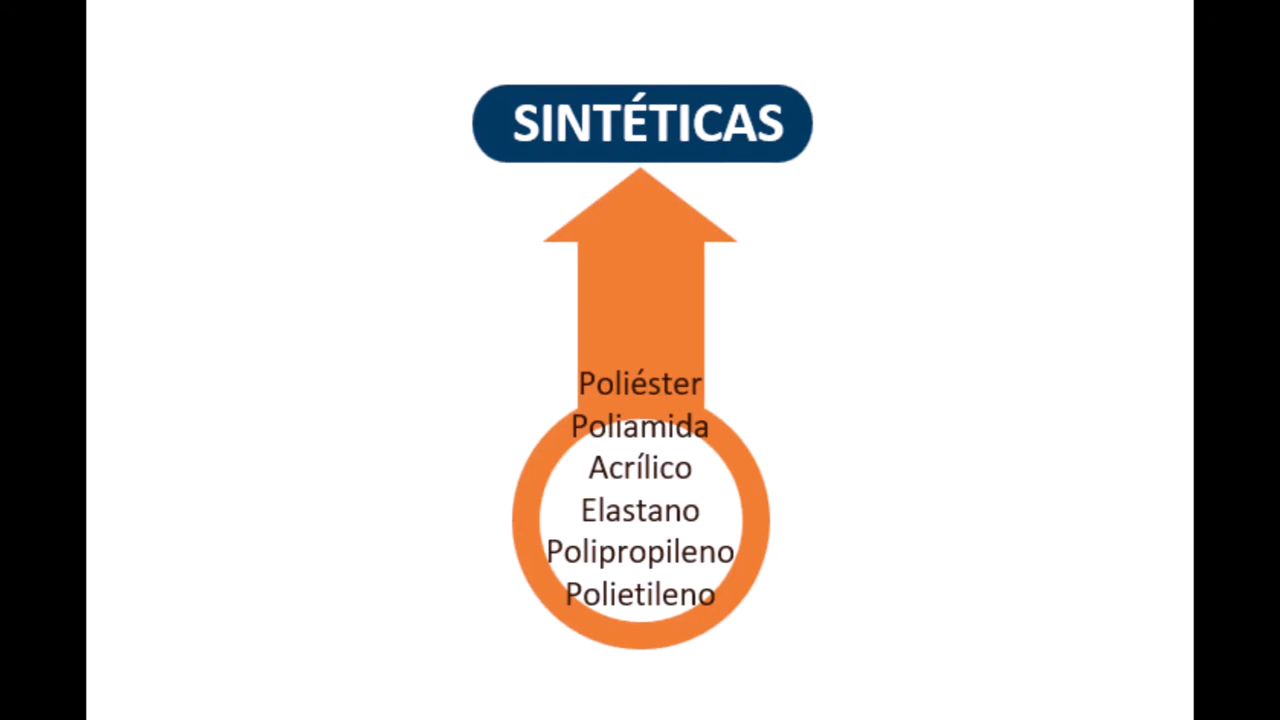 SINTÉTICAS
Poliéster
Poliamida
Acrílico
Elastano
Polipropileno
Polietileno